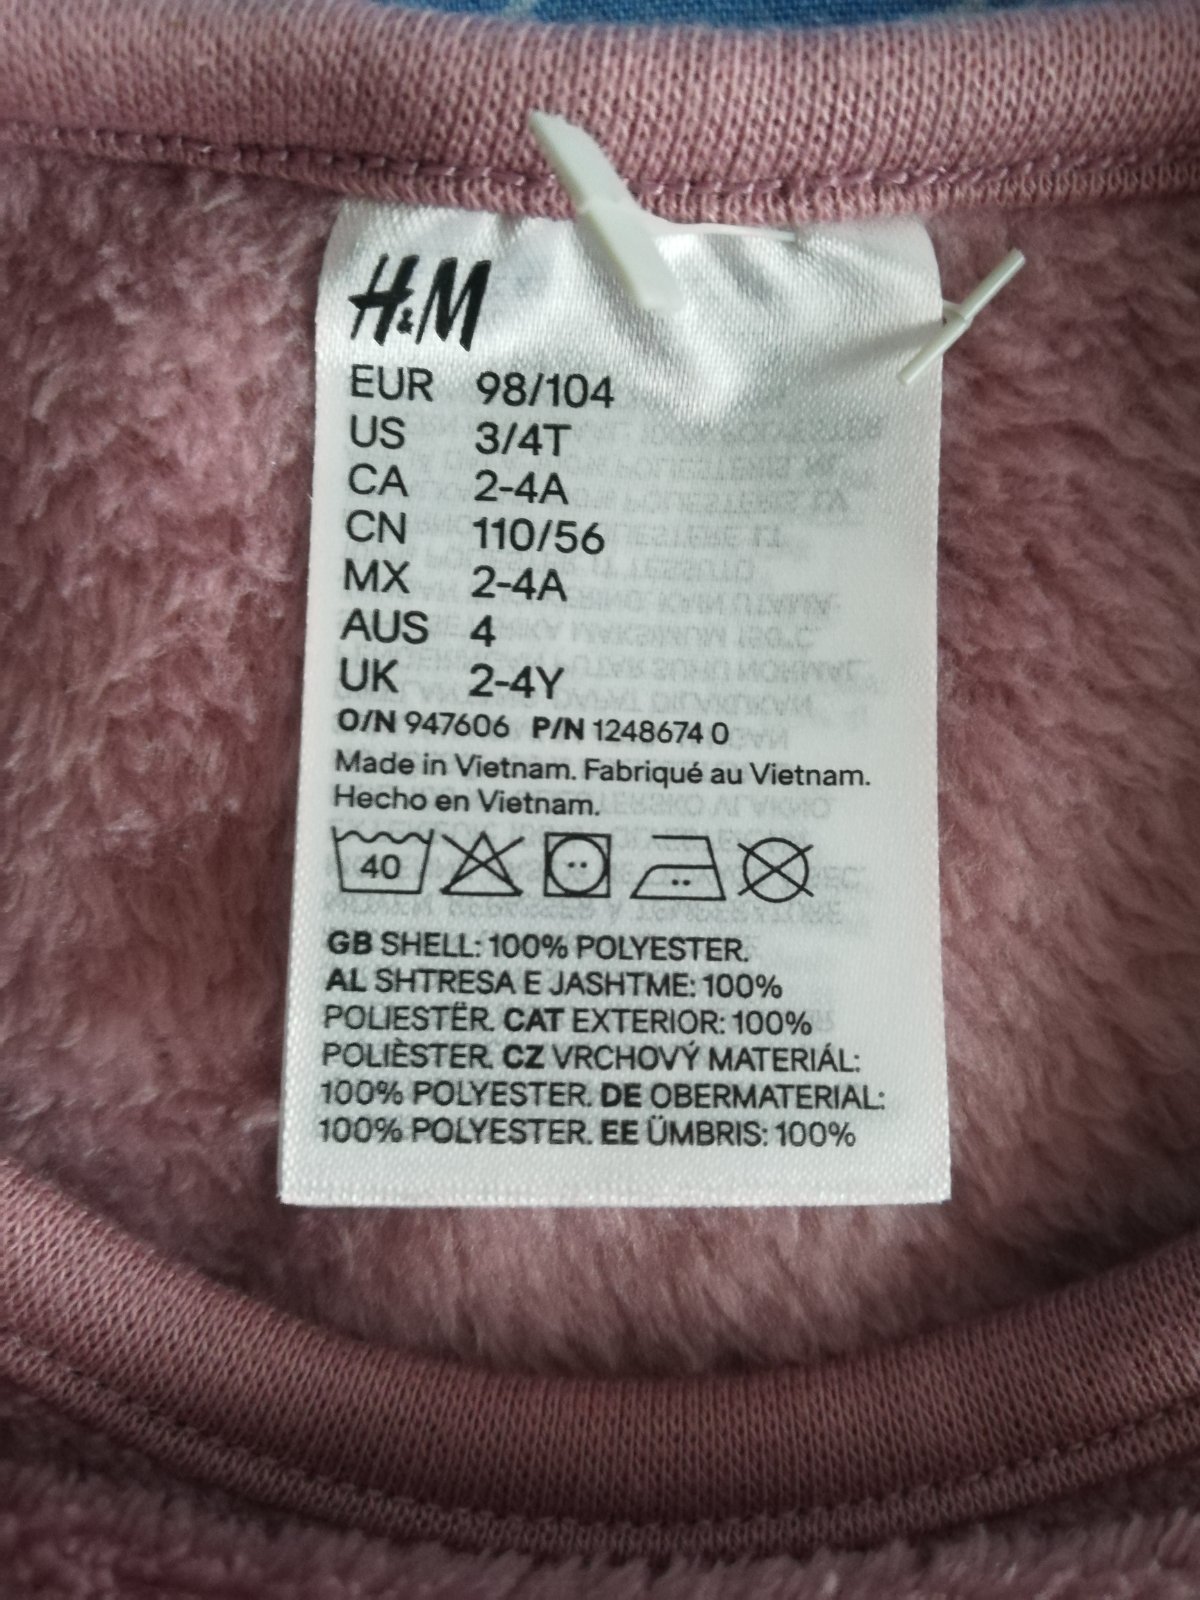 H&M
EUR 98/104
US 3/4T
CA 2-4A
CN 110/56
MX 2-4A
AUS 4
UK 2-4Y
O/N 947606 P/N 1248674 0
Made in Vietnam. Fabriqué au Vietnam.
Hecho en Vietnam.
40
GB SHELL: 100% POLYESTER.
AL SHTRESA E JASHTME: 100%
POLIESTËR. CAT EXTERIOR: 100%
POLIÈSTER. CZ VRCHOVÝ MATERIÁL:
100% POLYESTER. DE OBERMATERIAL:
100% POLYESTER. EE ÜMBRIS: 100%